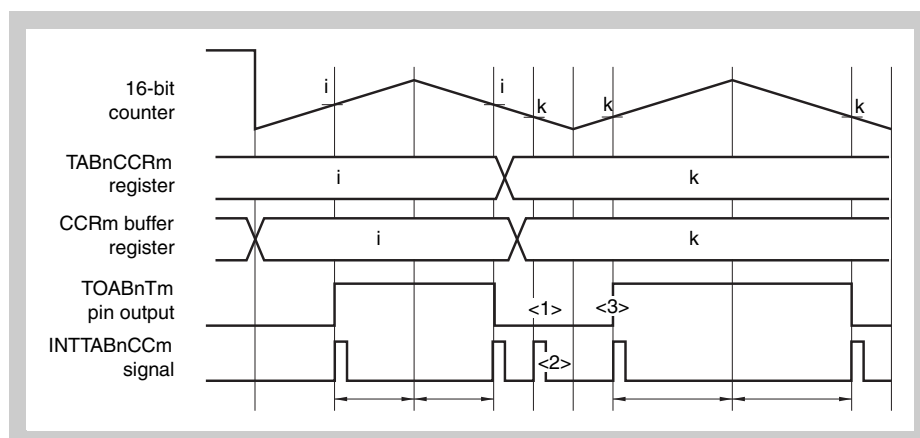 16-bit
counter
i
i
k
k
k
TABnCCRm
register
i
k
CCRm buffer
register
i
k
TOABnTm
pin output
<1>
<3>
INTTABnCCm
signal
<2>